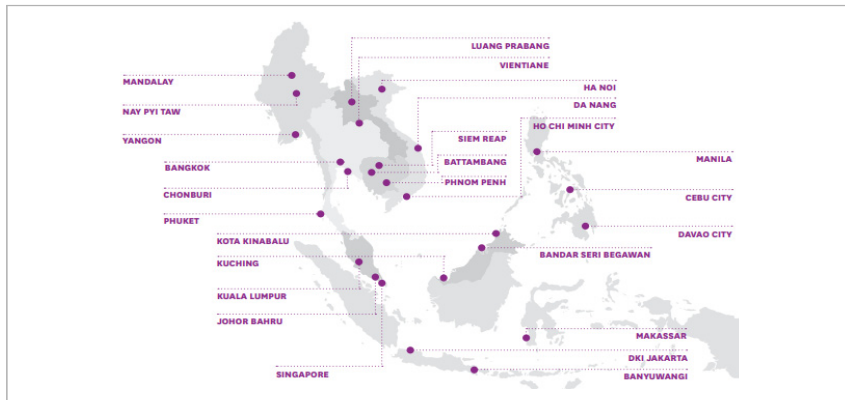 LUANG PRABANG
VIENTIANE
MANDALAY
HA NOI
NAY PYI TAW
DA NANG
HO CHI MINH CITY
YANGON
SIEM REAP
MANILA
BANGKOK
BATTAMBANG
CHONBURI
PHNOM PENH
CEBU CITY
PHUKET
DAVAO CITY
KOTA KINABALU
BANDAR SERI BEGAWAN
KUCHING
KUALA LUMPUR
JOHOR BAHRU
MAKASSAR
DKI JAKARTA
SINGAPORE
BANYUWANGI